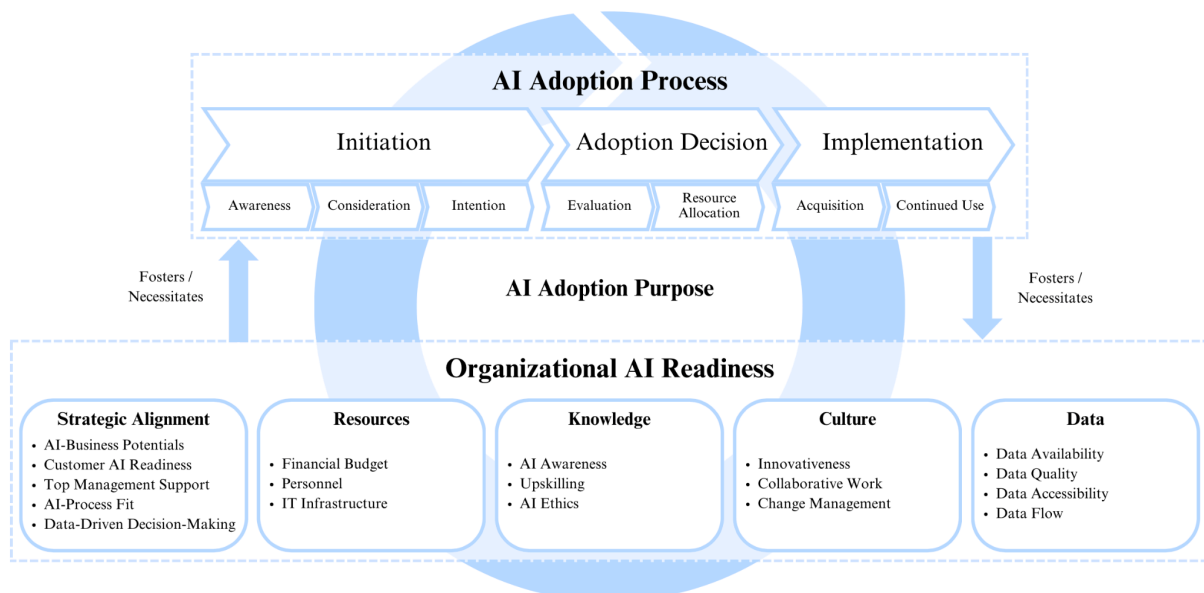 AI Adoption Process
Initiation
Adoption Decision
Implementation
Awareness
Consideration
Intention
Evaluation
Resource
Allocation
Acquisition
Continued Use
Fosters /
Necessitates
AI Adoption Purpose
Fosters /
Necessitates
Organizational AI Readiness
Strategic Alignment
• AI-Business Potentials
• Customer AI Readiness
• Top Management Support
• AI-Process Fit
• Data-Driven Decision-Making
Resources
• Financial Budget
• Personnel
• IT Infrastructure
Knowledge
• AI Awareness
• Upskilling
• AI Ethics
Culture
• Innovativeness
• Collaborative Work
• Change Management
Data
• Data Availability
• Data Quality
• Data Accessibility
• Data Flow